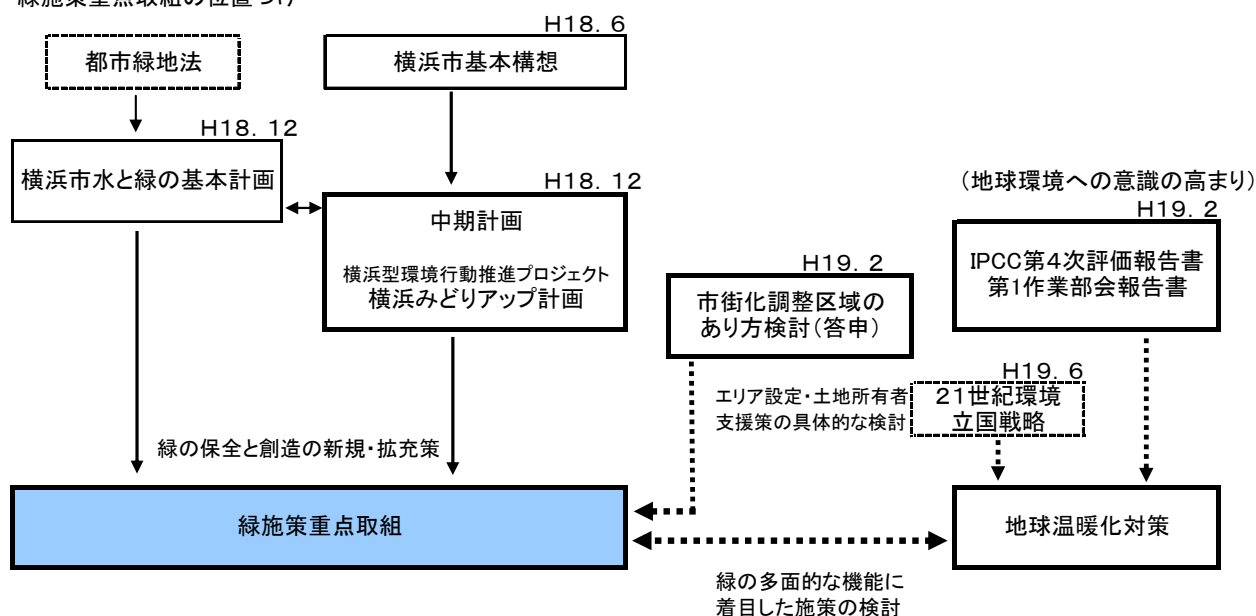 緑施策重点取組の位置づけ
H18.6
都市緑地法
横浜市基本構想
H18.12
横浜市水と緑の基本計画
H18.12
中期計画
横浜型環境行動推進プロジェクト
横浜みどりアップ計画
(地球環境への意識の高まり)
H19.2
IPCC第4次評価報告書
第1作業部会報告書
H19.2
市街化調整区域の
あり方検討(答申)
H19.6
21世紀環境
立国戦略
エリア設定・土地所有者
支援策の具体的な検討
緑の保全と創造の新規・拡充策
緑施策重点取組
地球温暖化対策
緑の多面的な機能に
着目した施策の検討